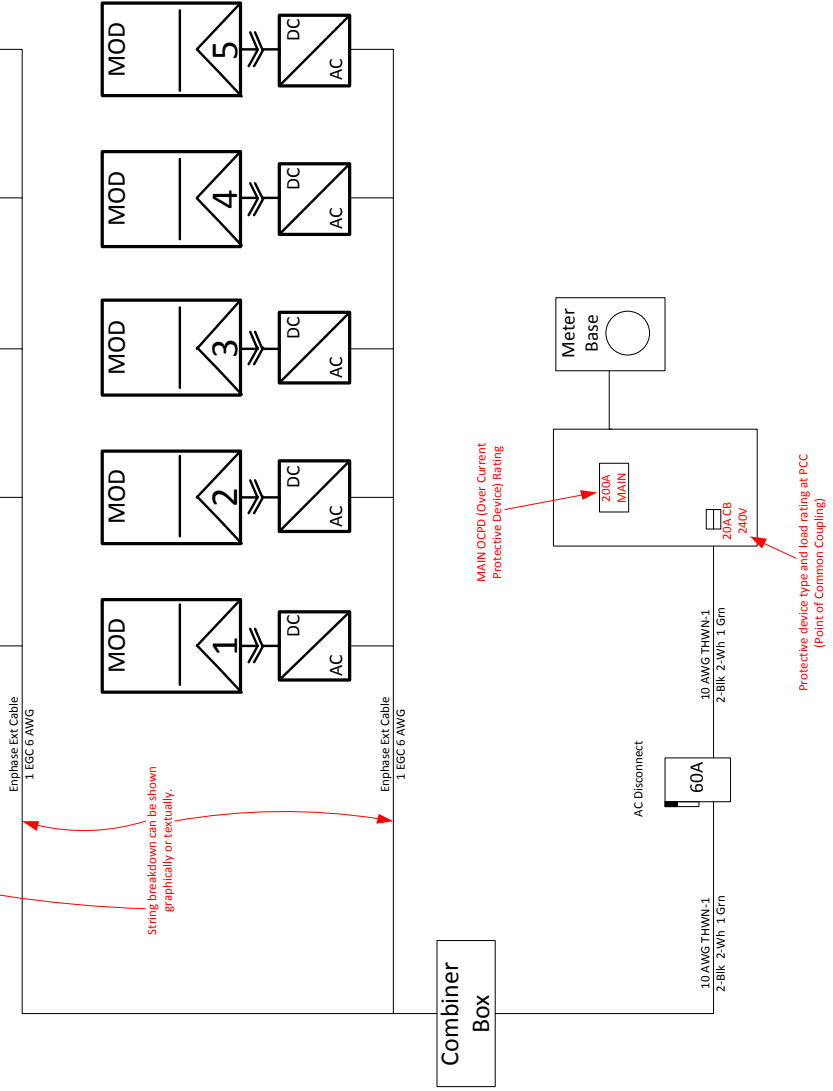 MOD
MOD
MOD
MOD
MOD
1
2
3
4
5
DC
AC
DC
AC
DC
AC
DC
AC
DC
AC
Enphase Ext Cable
1 EGC 6 AWG
Enphase Ext Cable
1 EGC 6 AWG
String breakdown can be shown
graphically or textually.
Combiner
Box
10 AWG THWN-1
2-Blk 2-Wh 1 Grn
AC Disconnect
60A
10 AWG THWN-1
2-Blk 2-Wh 1 Grn
MAIN OCPD (Over Current
Protective Device) Rating
200A
MAIN
20A CB
240V
Meter
Base
Protective device type and load rating at PCC
(Point of Common Coupling)